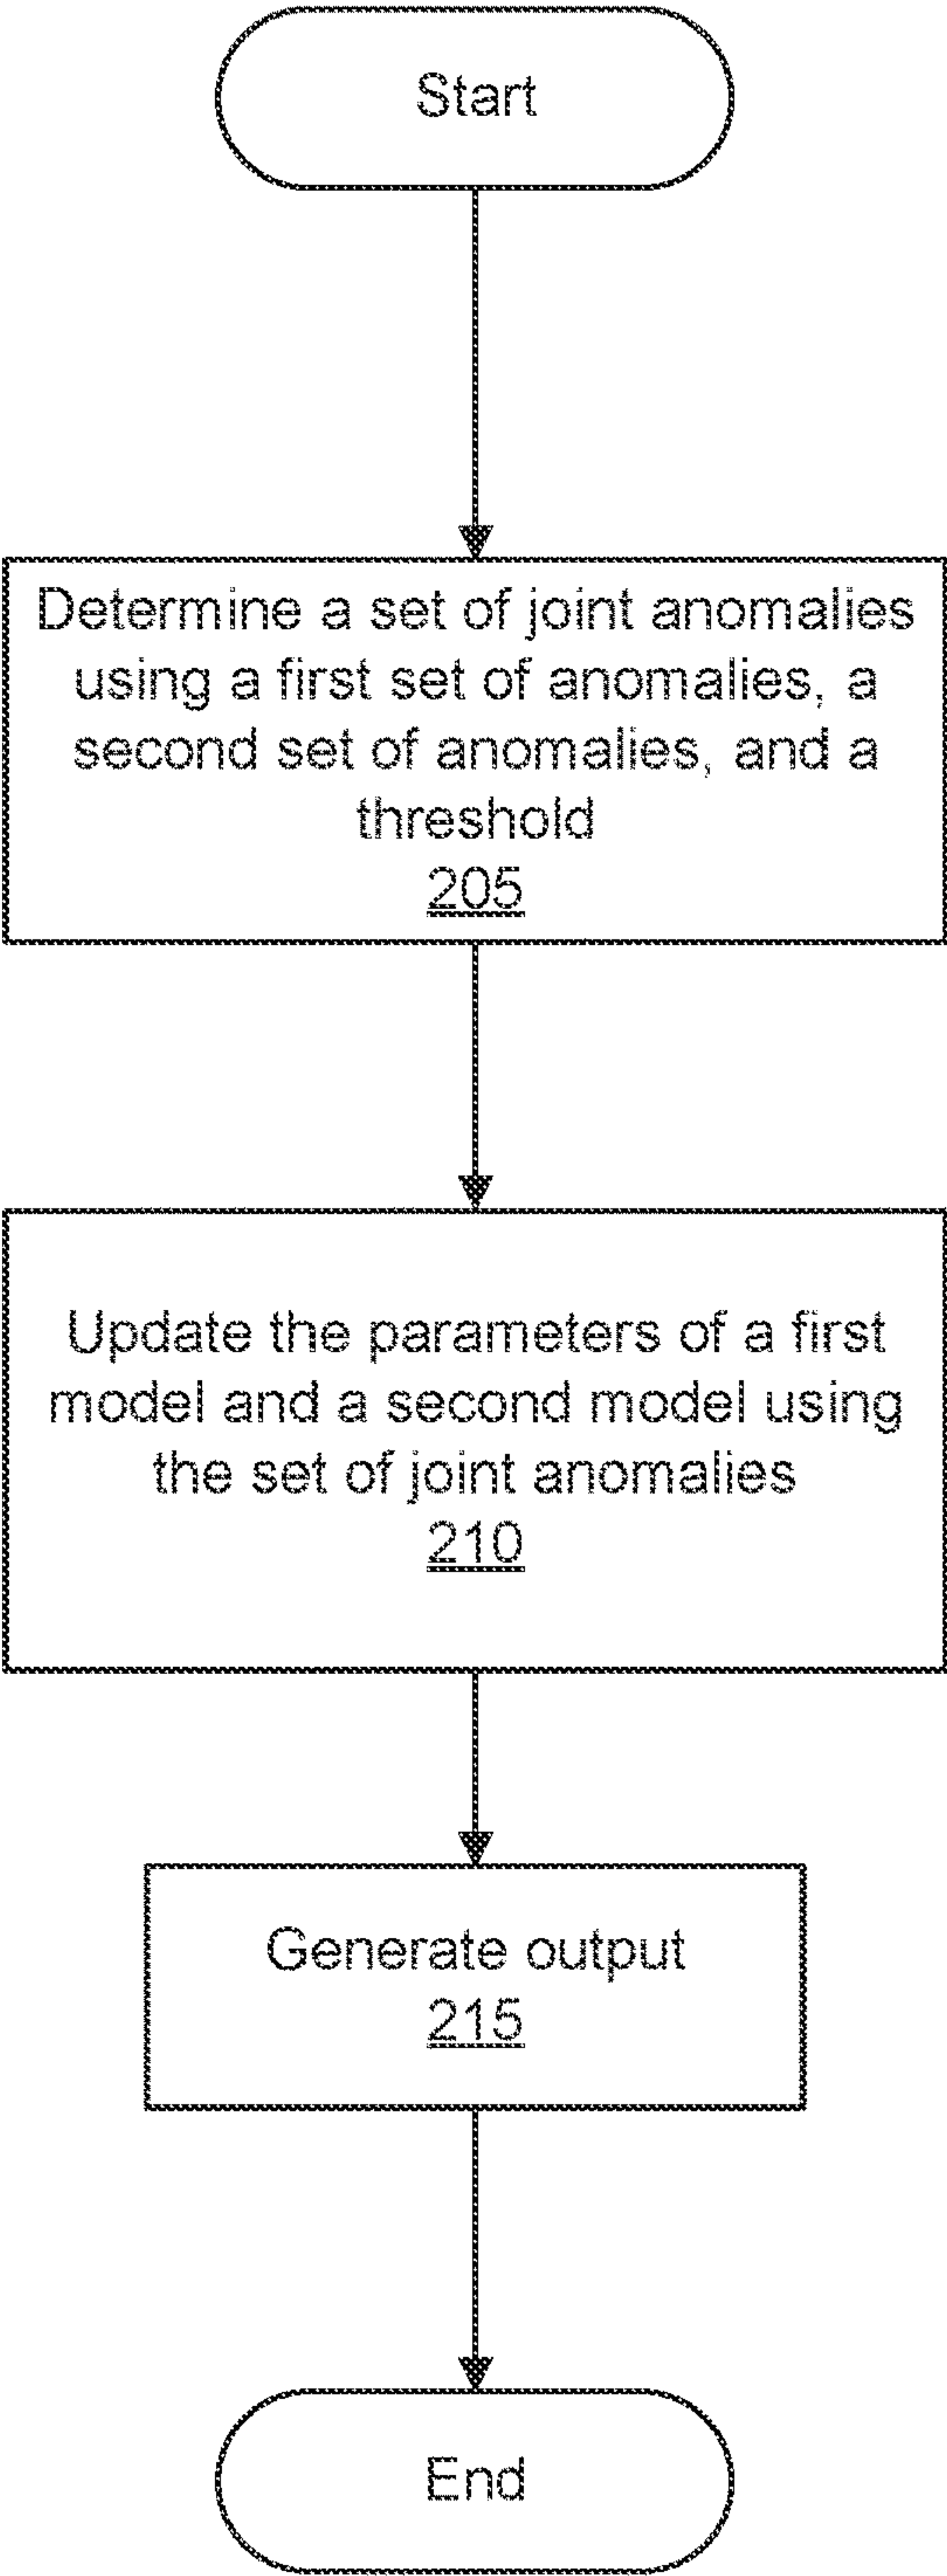 Start
Determine a set of joint anomalies
using a first set of anomalies, a
second set of anomalies, and a
threshold
205
Update the parameters of a first
model and a second model using
the set of joint anomalies
210
Generate output
215
End